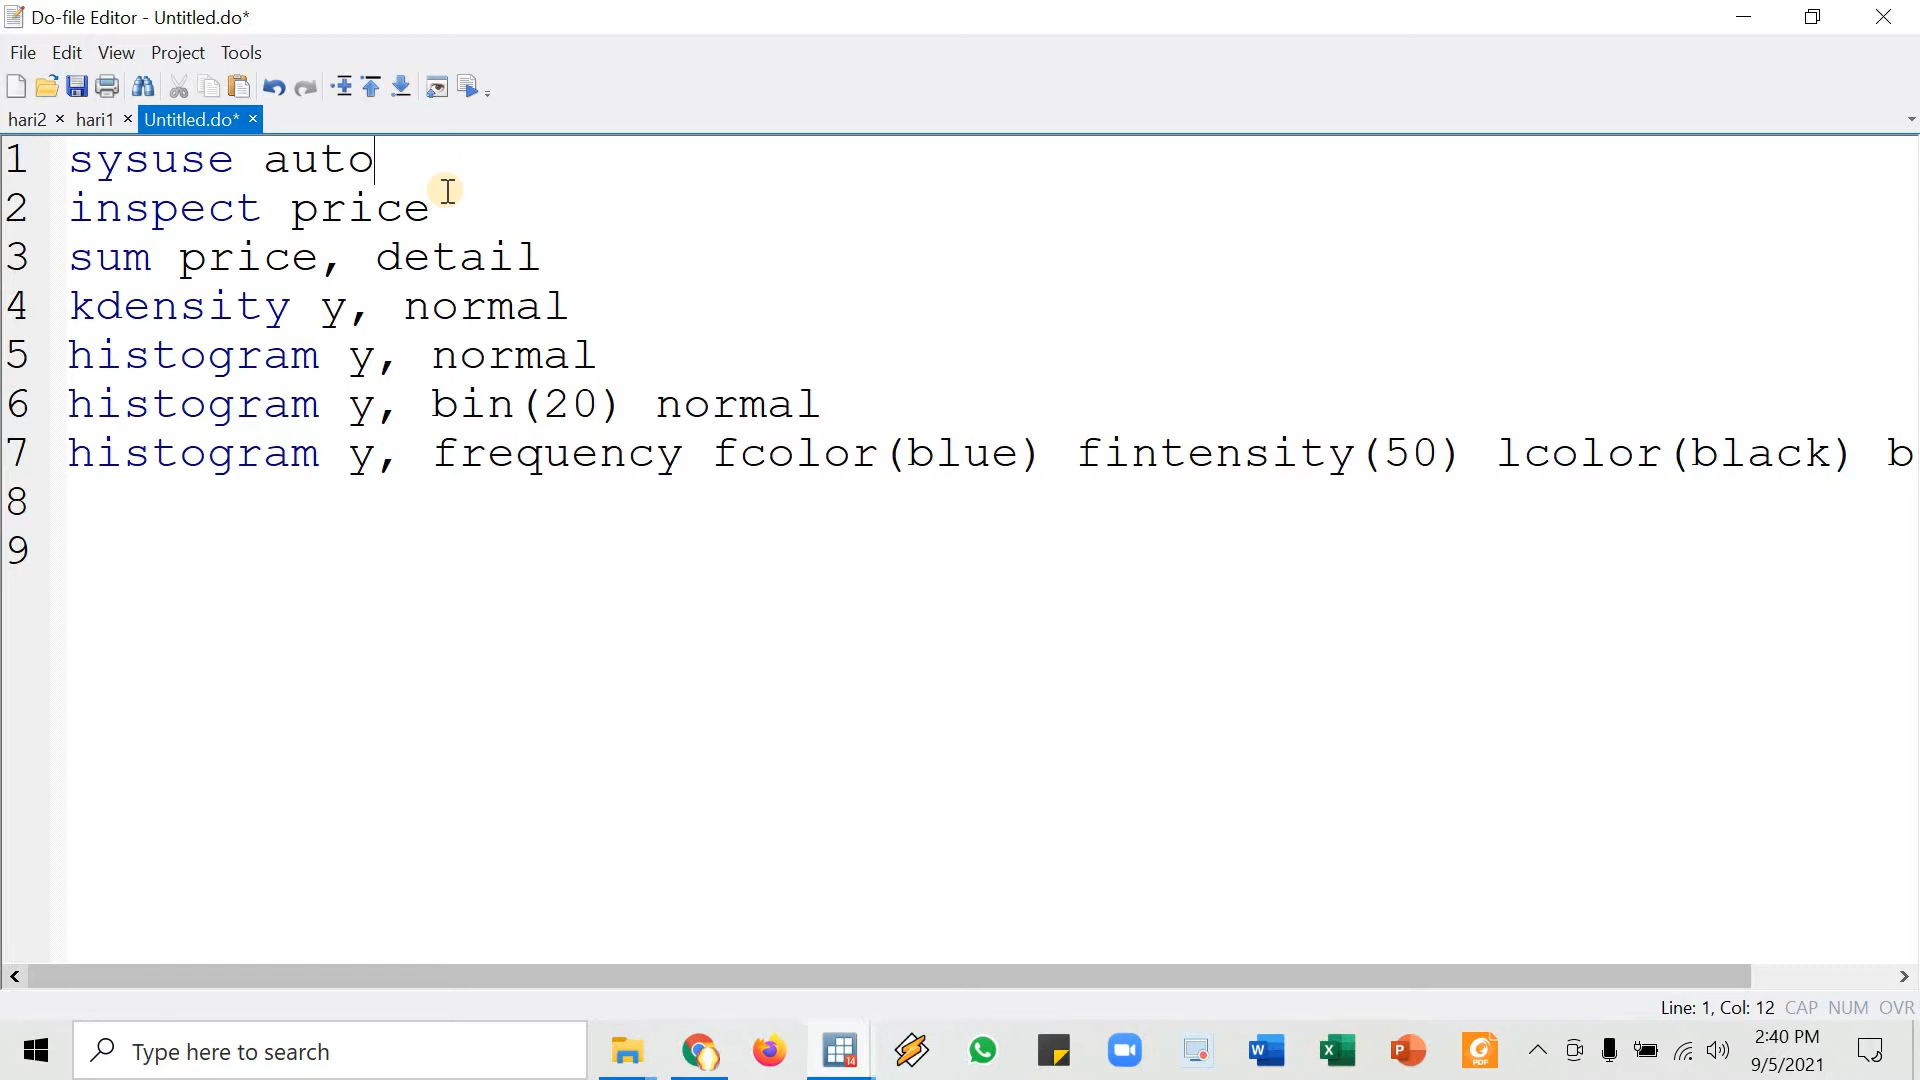 Do-file Editor - Untitled.do*
File Edit View Project Tools
hari2 × hari1 × Untitled.do* ×
1 sysuse auto
2 inspect price
3 sum price, detail
4 kdensity y, normal
5 histogram y, normal
6 histogram y, bin(20) normal
7 histogram y, frequency fcolor(blue) fintensity(50) lcolor(black) b
8
9
Line: 1, Col: 12 CAP NUM OVR
Type here to search
14
W
X
P
PDF
2:40 PM
9/5/2021